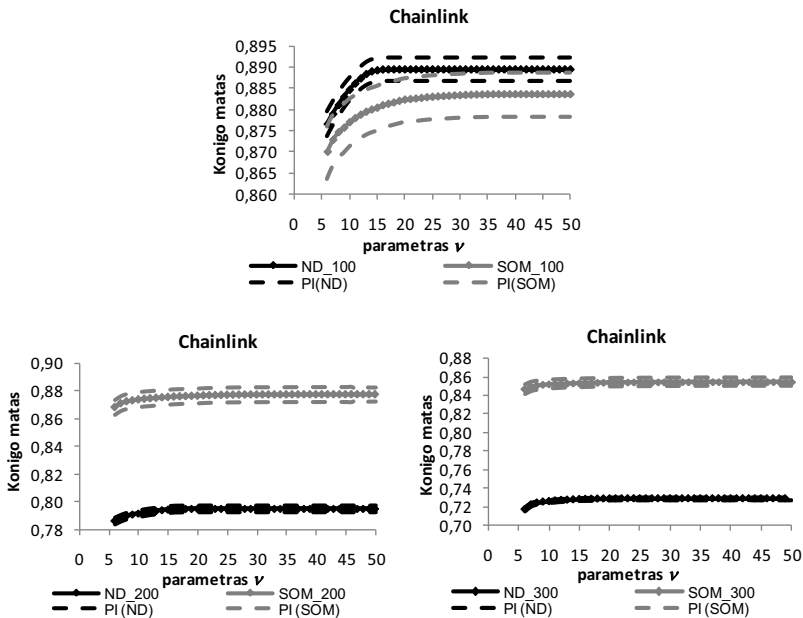 Chainlink
Konigo matas
0,895
0,890
0,885
0,880
0,875
0,870
0,865
0,860
0 5 10 15 20 25 30 35 40 45 50
parametras ν
ND_100 SOM_100
PI(ND) PI(SOM)
Chainlink
Konigo matas
0,90
0,88
0,86
0,84
0,82
0,80
0,78
0 5 10 15 20 25 30 35 40 45 50
parametras ν
ND_200 SOM_200
PI (ND) PI (SOM)
Chainlink
Konigo matas
0,88
0,86
0,84
0,82
0,80
0,78
0,76
0,74
0,72
0,70
0 5 10 15 20 25 30 35 40 45 50
parametras ν
ND_300 SOM_300
PI (ND) PI (SOM)